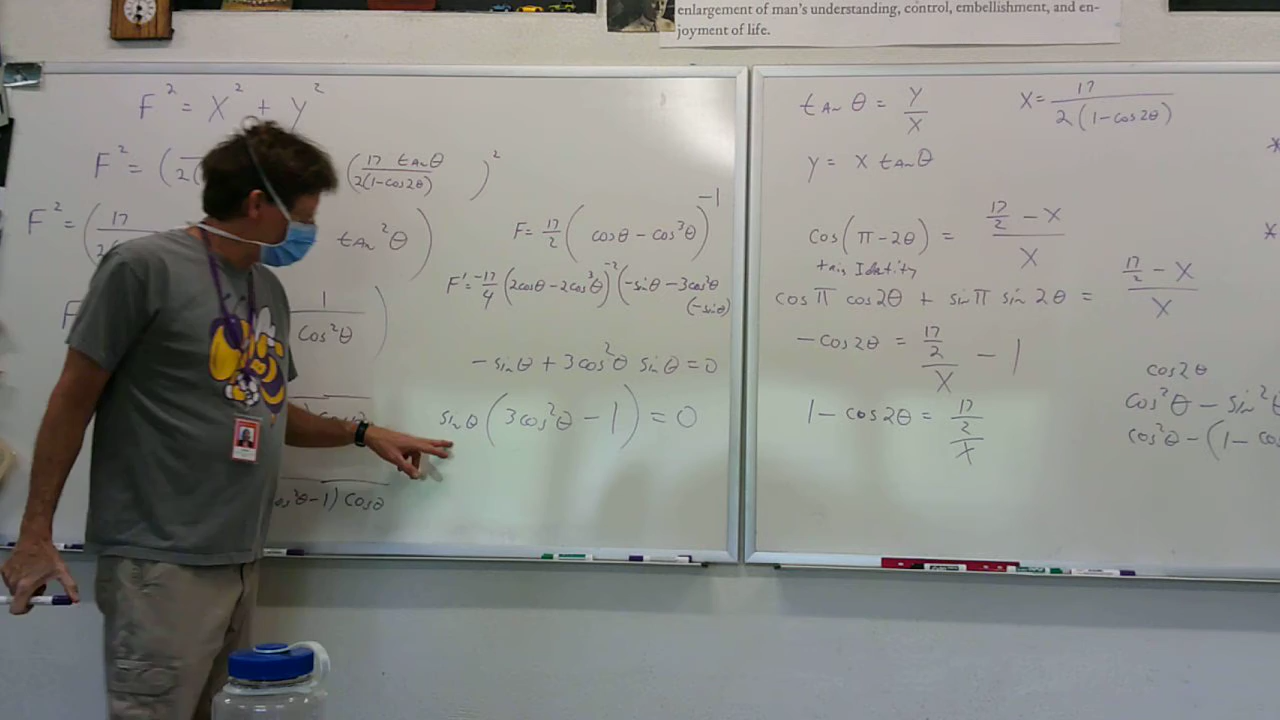 enlargement of man's understanding, control, embellishment, and en-
joyment of life.
F² = X² + Y²
F² = ( 2( (17 tanθ / 2(1-cos2θ))²
F² = (17 / 2( tan²θ)
F
1 / cos²θ)
os²θ-1) cosθ
F = 17/2 (cosθ - cos³θ)⁻¹
F' = -17/4 (2cosθ - 2cos³θ)⁻² (-sinθ - 3cos²θ
(-sinθ)
-sinθ + 3cos²θ sinθ = 0
sinθ (3cos²θ - 1) = 0
tanθ = Y/X
X = 17 / 2(1-cos2θ)
Y = X tanθ
cos(π-2θ) = (17/2 - X) / X
trig Identity
cosπ cos2θ + sinπ sin2θ = (17/2 - X) / X
-cos2θ = (17/2)/X - 1
1 - cos2θ = (17/2)/X
*
*
cos2θ
cos²θ - sin²θ
cos²θ - (1 - cos